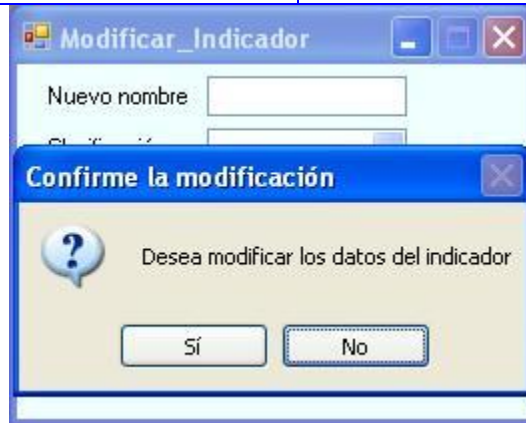 Modificar_Indicador
Nuevo nombre
Confirme la modificación
Desea modificar los datos del indicador
Sí
No